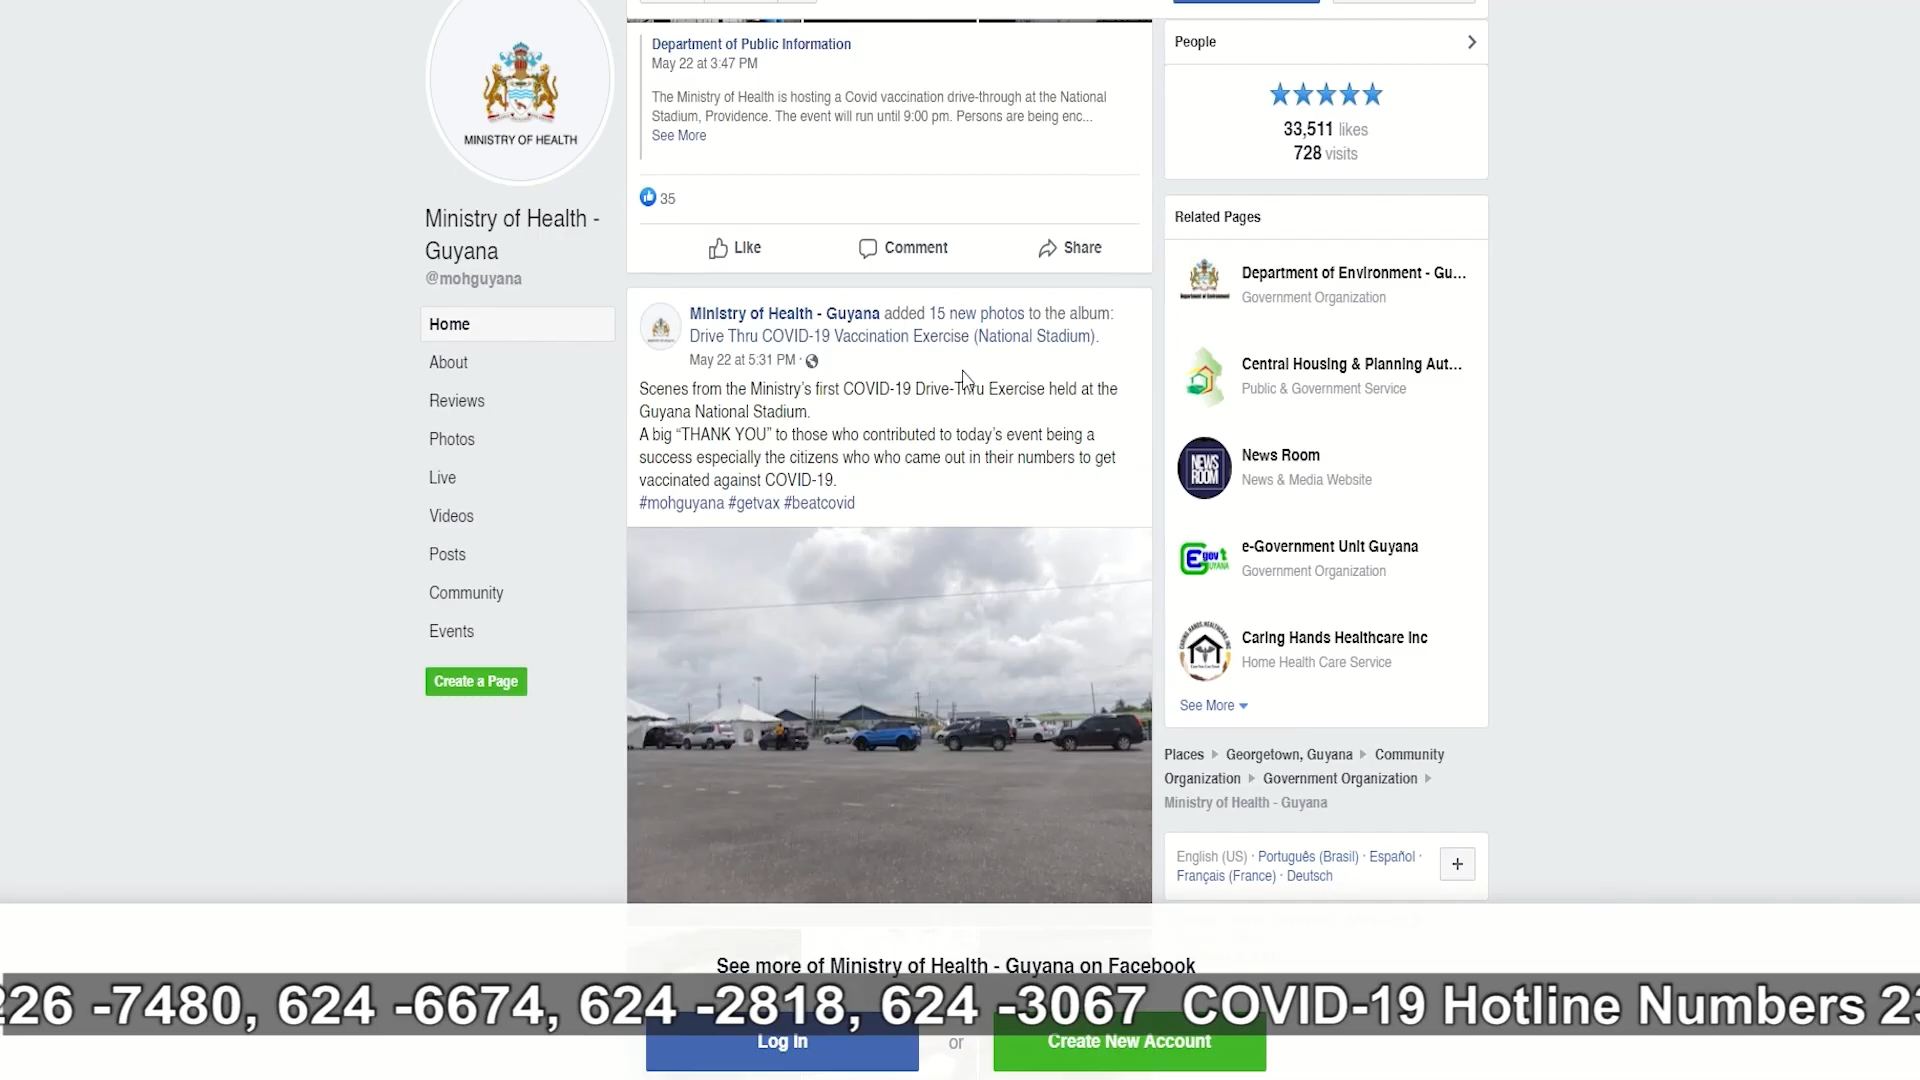 MINISTRY OF HEALTH
Ministry of Health -
Guyana
@mohguyana
Home
About
Reviews
Photos
Live
Videos
Posts
Community
Events
Create a Page
Department of Public Information
May 22 at 3:47 PM
The Ministry of Health is hosting a Covid vaccination drive-through at the National
Stadium, Providence. The event will run until 9:00 pm. Persons are being enc...
See More
35
Like Comment Share
Ministry of Health - Guyana added 15 new photos to the album:
Drive Thru COVID-19 Vaccination Exercise (National Stadium).
May 22 at 5:31 PM ·
Scenes from the Ministry's first COVID-19 Drive-Thru Exercise held at the
Guyana National Stadium.
A big “THANK YOU” to those who contributed to today's event being a
success especially the citizens who who came out in their numbers to get
vaccinated against COVID-19.
#mohguyana #getvax #beatcovid
People
33,511 likes
728 visits
Related Pages
Department of Environment - Gu...
Government Organization
Central Housing & Planning Aut...
Public & Government Service
NEWS
ROOM
News Room
News & Media Website
Egov't
GUYANA
e-Government Unit Guyana
Government Organization
Caring Hands Healthcare Inc
Home Health Care Service
See More
Places Georgetown, Guyana Community
Organization Government Organization
Ministry of Health - Guyana
English (US) · Português (Brasil) · Español ·
Français (France) · Deutsch
+
See more of Ministry of Health - Guyana on Facebook
226 -7480, 624 -6674, 624 -2818, 624 -3067 COVID-19 Hotline Numbers 23
Log In or Create New Account